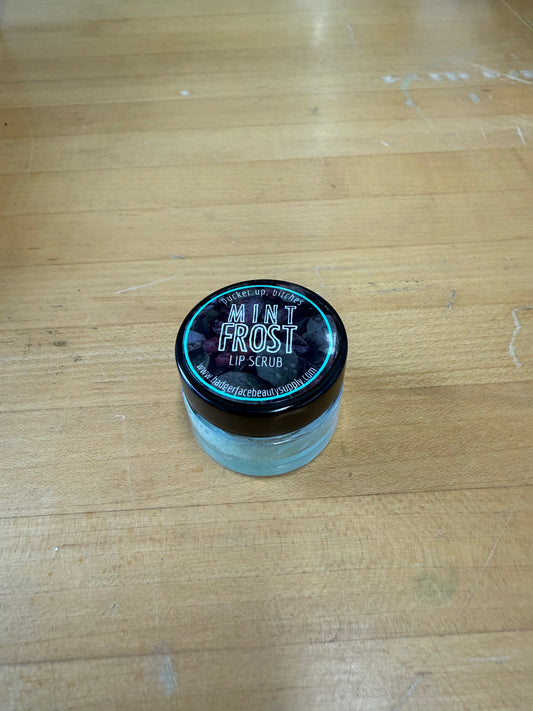 pucker up, bitches
MINT
FROST
LIP SCRUB
www.badgerfacebeautysupply.com